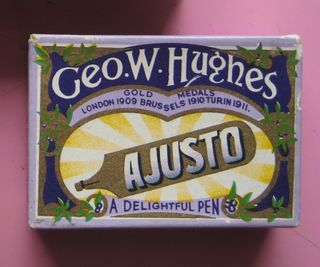 Geo. W. Hughes
GOLD MEDALS
LONDON 1909 BRUSSELS 1910 TURIN 1911.
AJUSTO
A DELIGHTFUL PEN